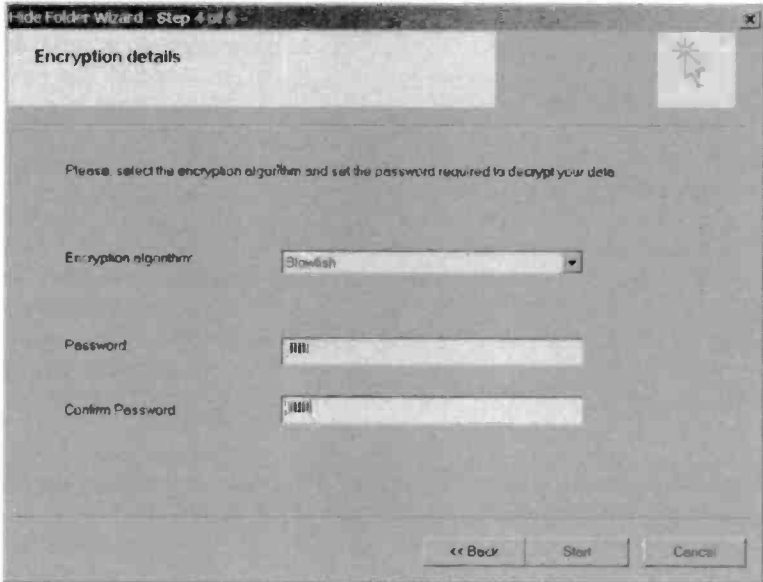 Hide Folder Wizard - Step 4 of 5
Encryption details
Please, select the encryption algorithm and set the password required to decrypt your data
Encryption algorithm:
Blowfish
Password
Confirm Password
<< Back
Start
Cancel